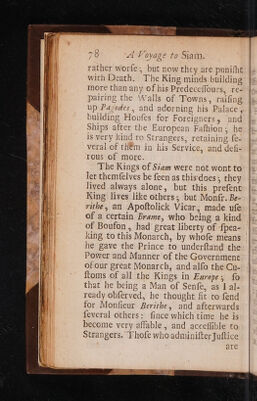 78 A Voyage to Siam.
rather worse; but now they are punisht
with Death. The King minds building
more than any of his Predecessours, re-
pairing the Walls of Towns, raising
up Pagodes, and adorning his Palace,
building Houses for Foreigners, and
Ships after the European Fashion; he
is very kind to Strangers, retaining se-
veral of them in his Service, and desi-
rous of more.
The Kings of Siam were not wont to
let themselves be seen as this does; they
lived always alone, but this present
King lives like others; but Monsr. Be-
rithe, an Apostolick Vicar, made use
of a certain Brame, who being a kind
of Boufon, had great liberty of spea-
king to this Monarch, by whose means
he gave the Prince to understand the
Power and Manner of the Government
of our great Monarch, and also the Cu-
stoms of all the Kings in Europe; so
that he being a Man of Sense, as I al-
ready observed, he thought fit to send
for Monsieur Berithe, and afterwards
several others: since which time he is
become very affable, and accessible to
Strangers. Those who administer Justice
are